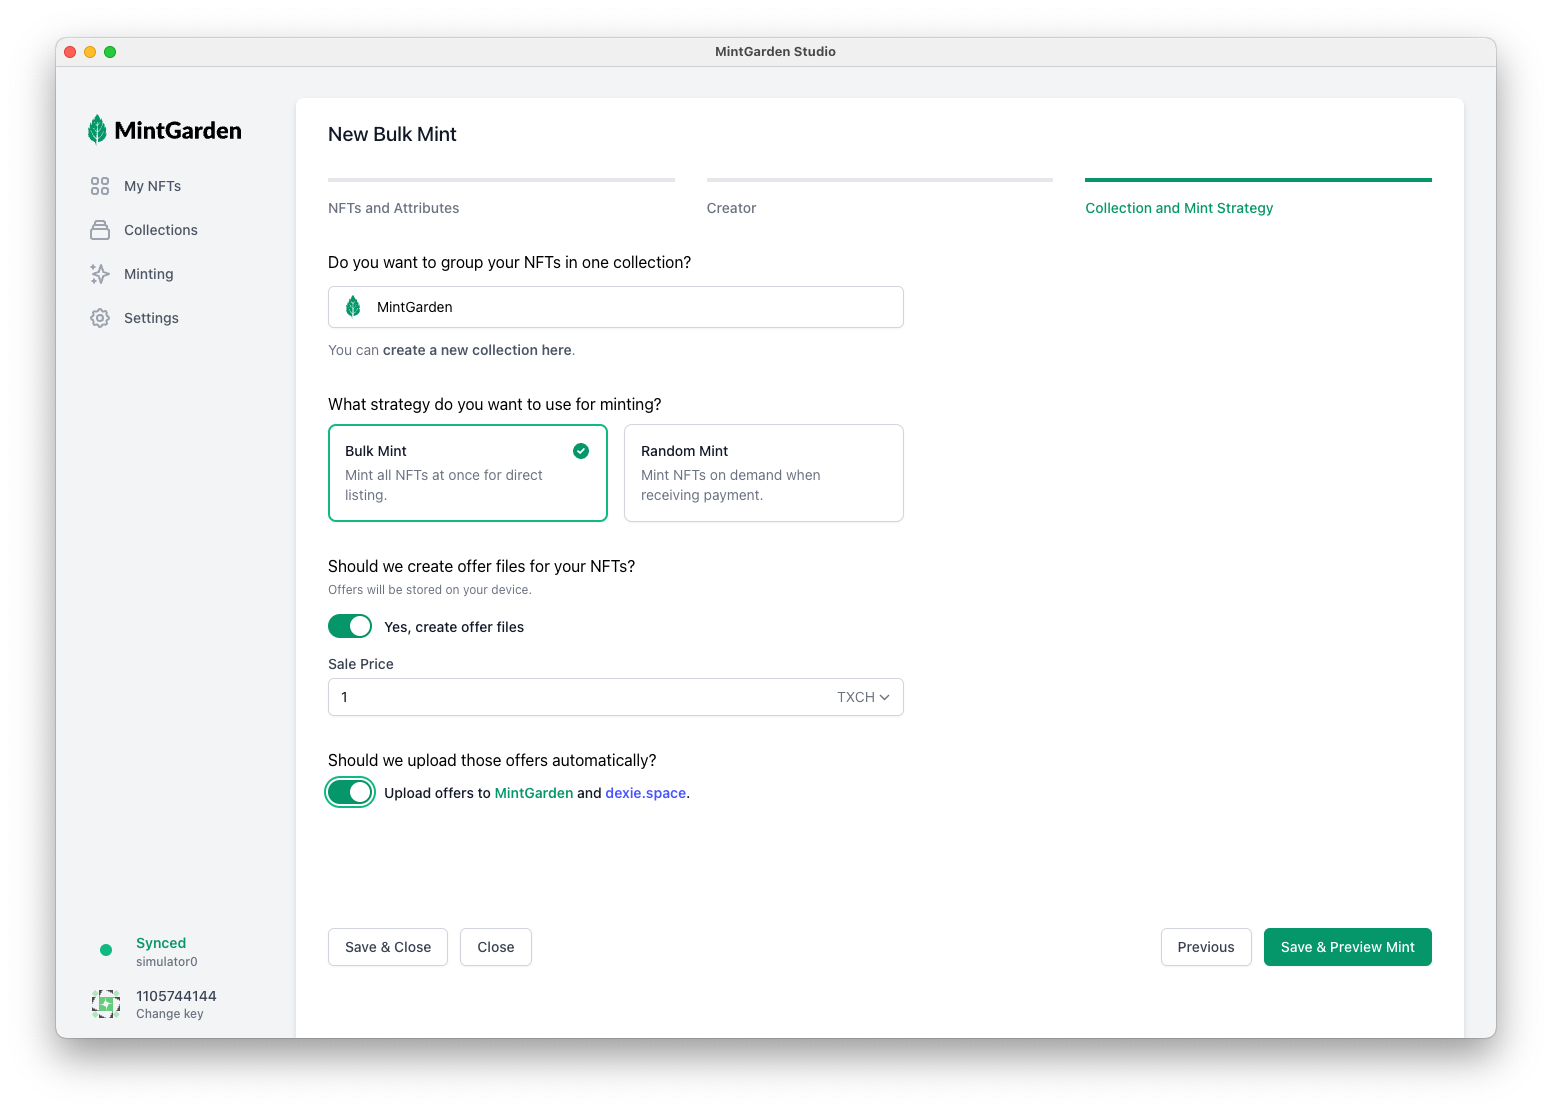 MintGarden Studio
MintGarden
My NFTs
Collections
Minting
Settings
Synced
simulator0
1105744144
Change key
New Bulk Mint
NFTs and Attributes
Creator
Collection and Mint Strategy
Do you want to group your NFTs in one collection?
MintGarden
You can create a new collection here.
What strategy do you want to use for minting?
Bulk Mint
Mint all NFTs at once for direct
listing.
Random Mint
Mint NFTs on demand when
receiving payment.
Should we create offer files for your NFTs?
Offers will be stored on your device.
Yes, create offer files
Sale Price
1 TXCH
Should we upload those offers automatically?
Upload offers to MintGarden and dexie.space.
Save & Close
Close
Previous
Save & Preview Mint